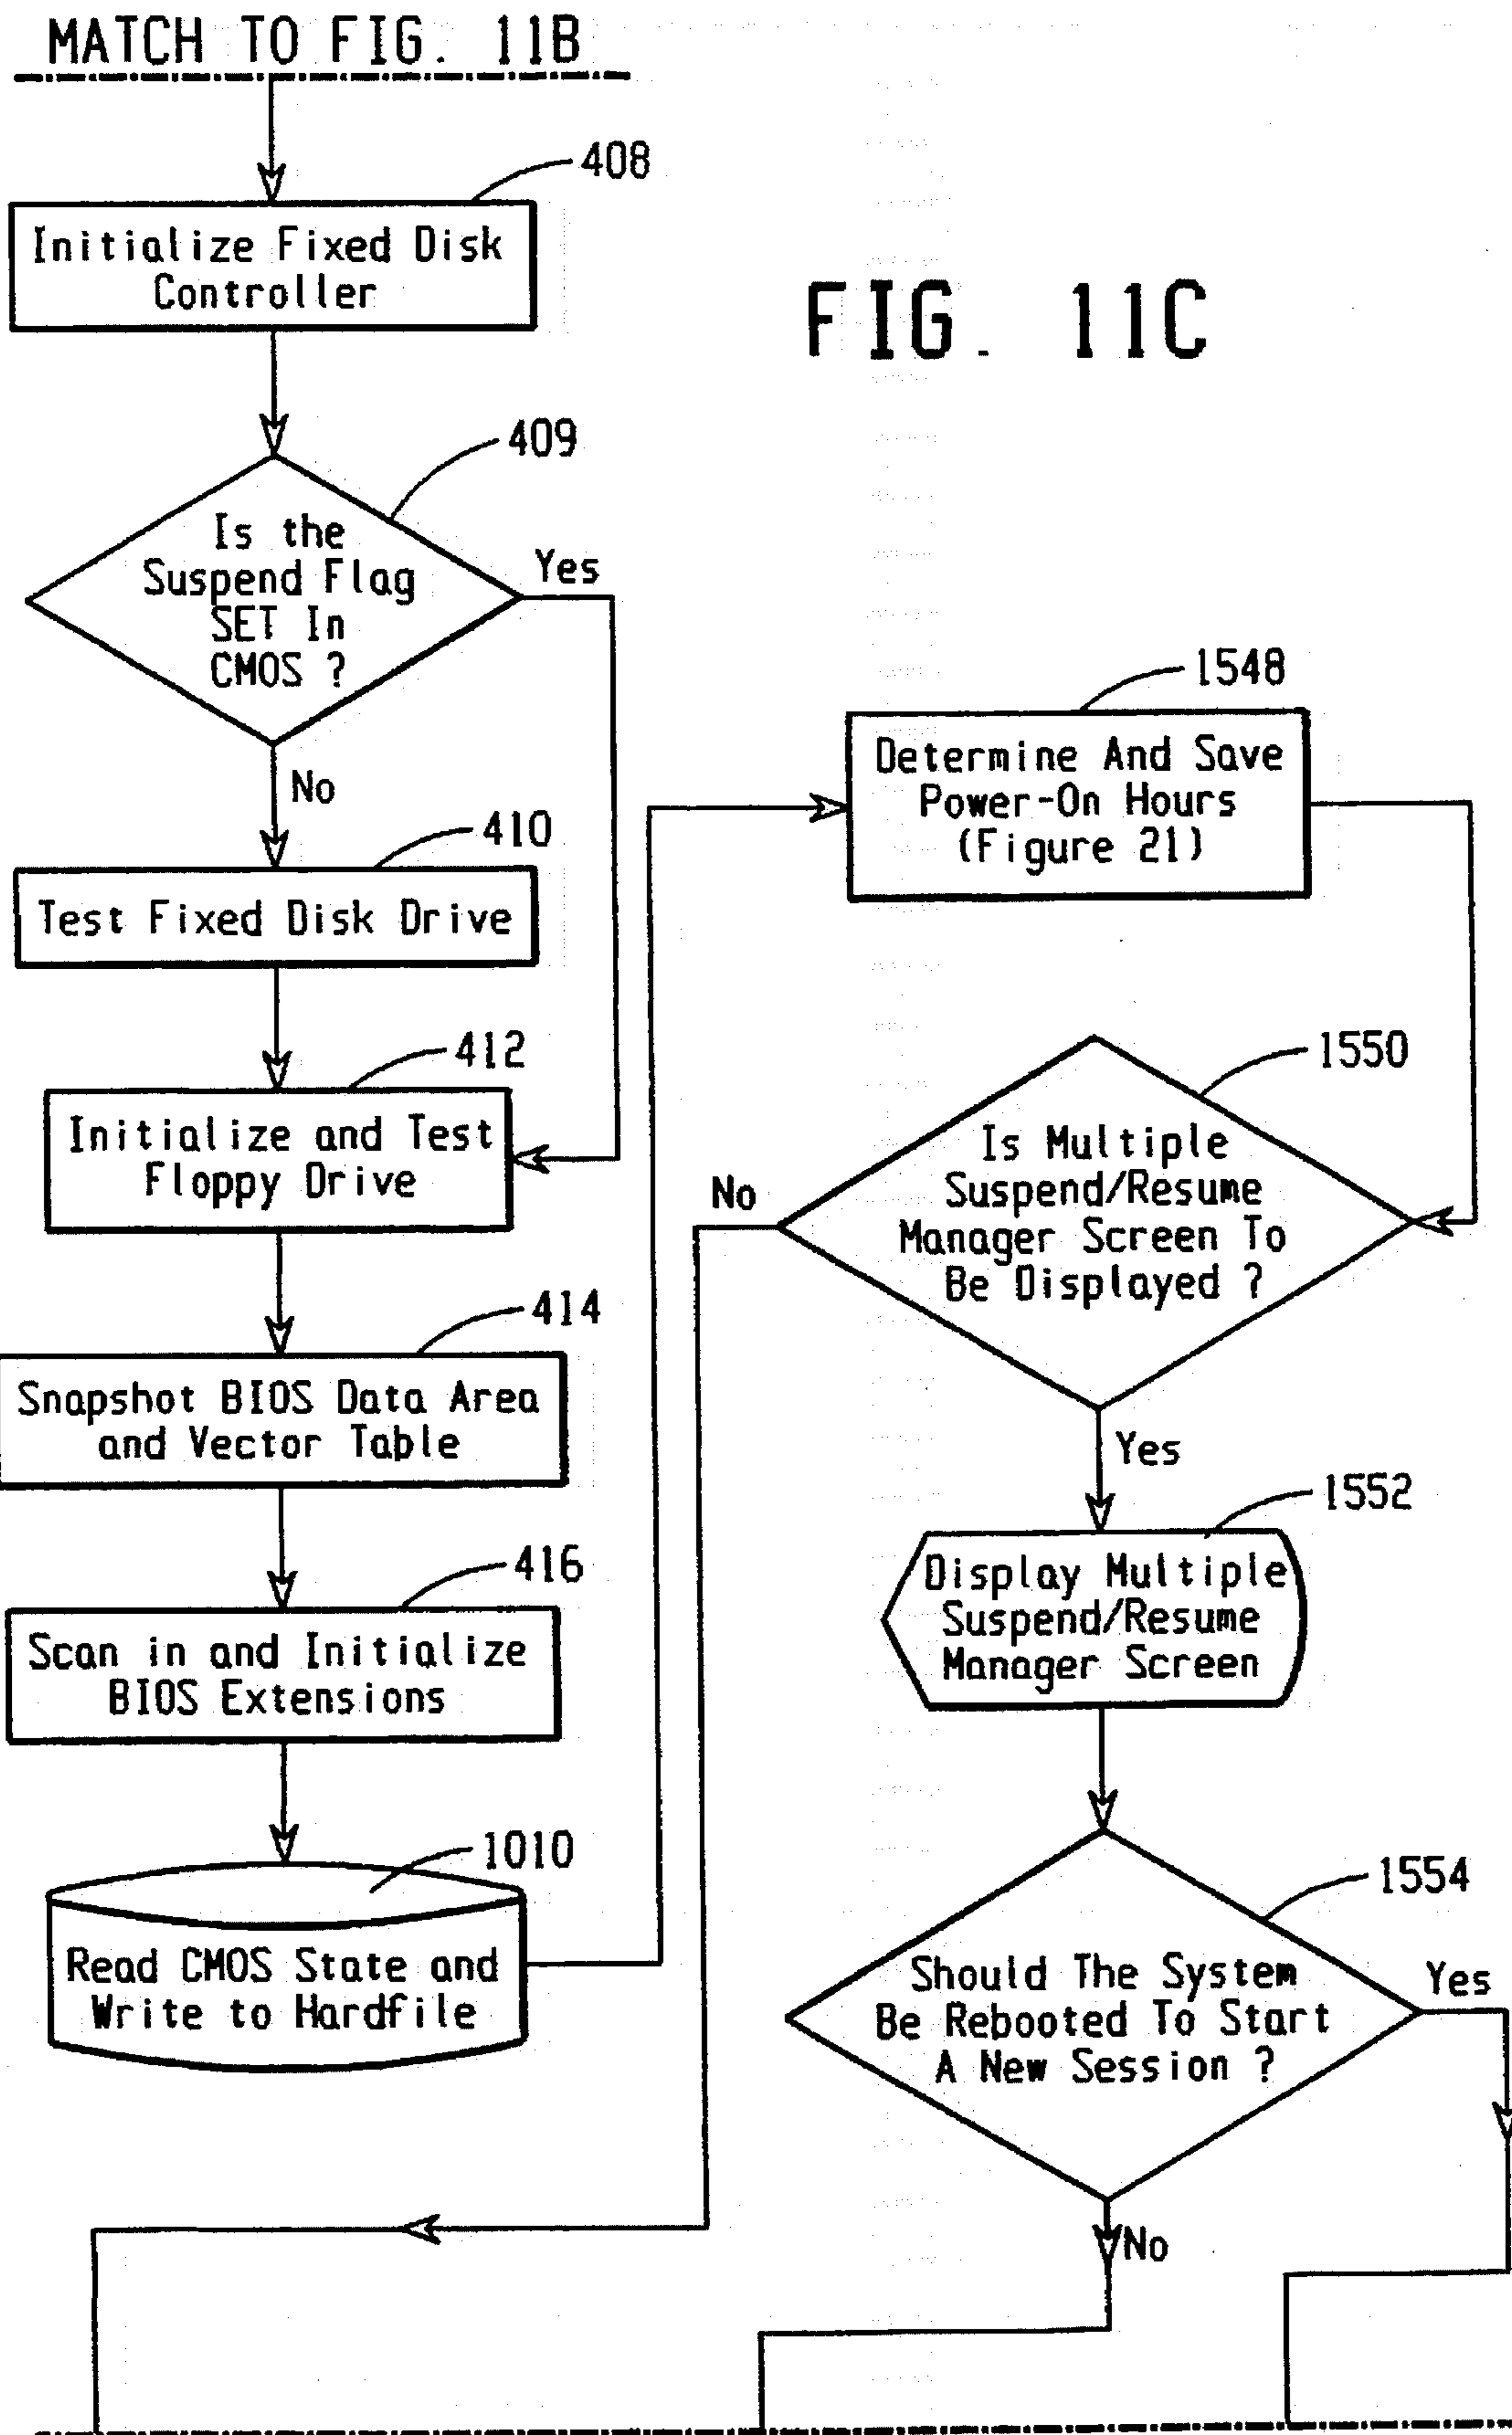 MATCH TO FIG. 11B
408
Initialize Fixed Disk
Controller
FIG. 11C
409
Is the
Suspend Flag
SET In
CMOS ?
Yes
No
410
Test Fixed Disk Drive
412
Initialize and Test
Floppy Drive
414
Snapshot BIOS Data Area
and Vector Table
416
Scan in and Initialize
BIOS Extensions
1010
Read CMOS State and
Write to Hardfile
1548
Determine And Save
Power-On Hours
(Figure 21)
1550
Is Multiple
Suspend/Resume
Manager Screen To
Be Displayed ?
No
Yes
1552
Display Multiple
Suspend/Resume
Manager Screen
1554
Should The System
Be Rebooted To Start
A New Session ?
Yes
No